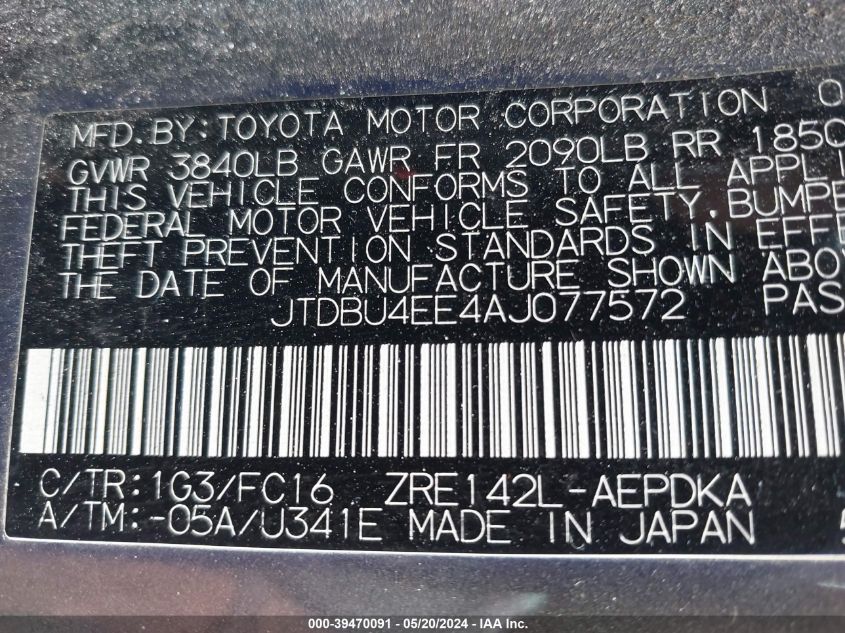 MFD.BY:TOYOTA MOTOR CORPORATION
GVWR 3840LB GAWR FR 2090LB RR 1850
THIS VEHICLE CONFORMS TO ALL APPLI
FEDERAL MOTOR VEHICLE SAFETY,BUMPE
THEFT PREVENTION STANDARDS IN EFFE
THE DATE OF MANUFACTURE SHOWN ABOV
JTDBU4EE4AJ077572 PAS
C/TR:1G3/FC16 ZRE142L-AEPDKA
A/TM:-05A/U341E MADE IN JAPAN
000-39470091 - 05/20/2024 - IAA Inc.